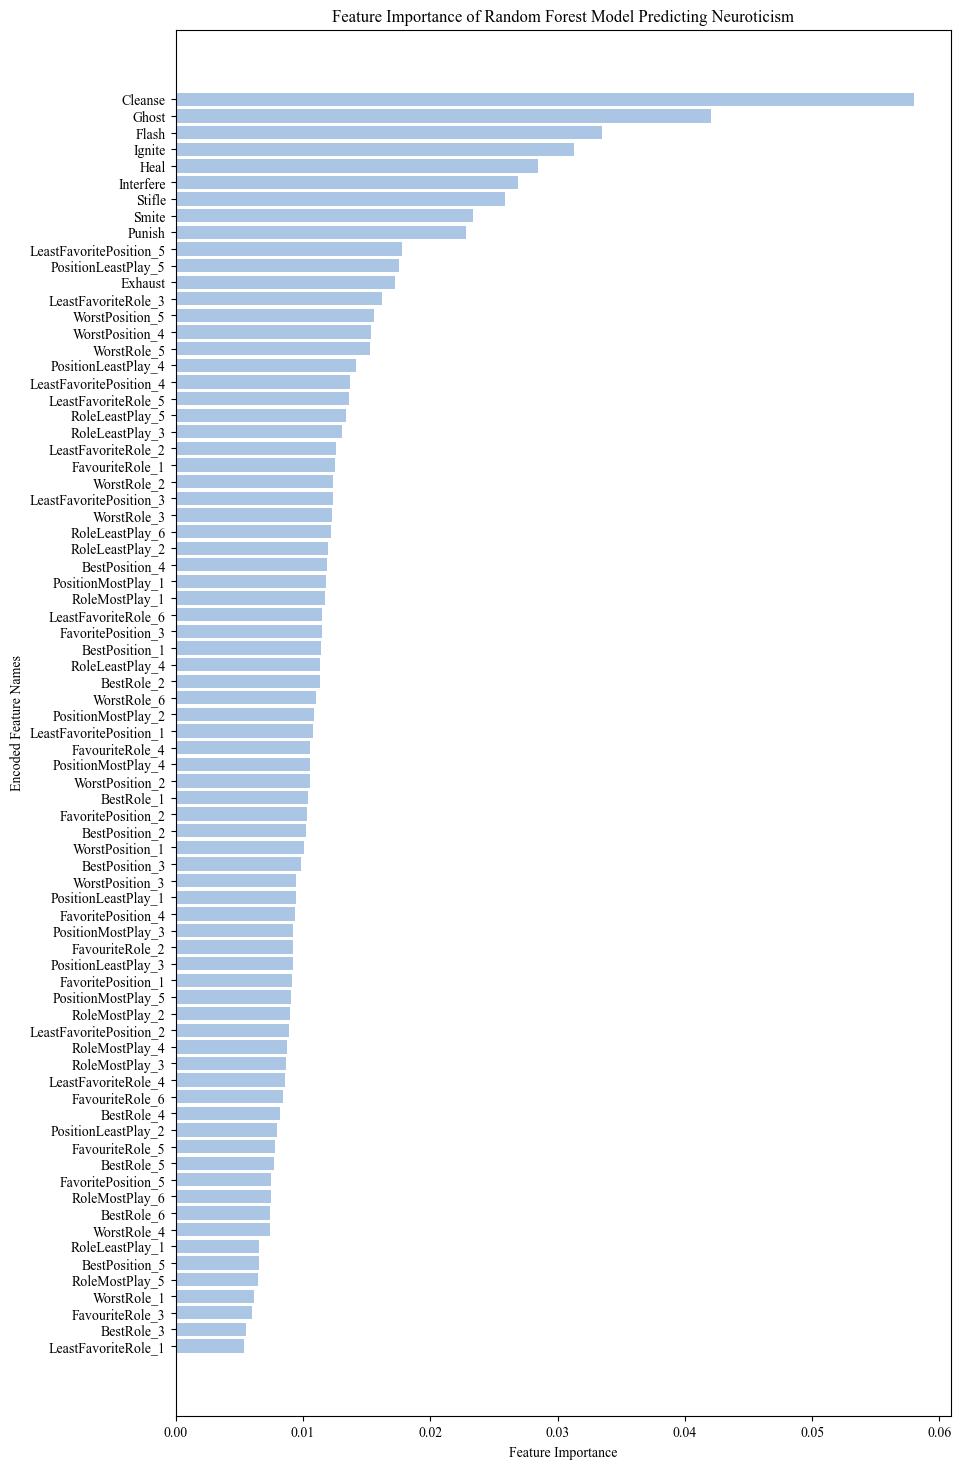 Feature Importance of Random Forest Model Predicting Neuroticism
Cleanse
Ghost
Flash
Ignite
Heal
Interfere
Stifle
Smite
Punish
LeastFavoritePosition_5
PositionLeastPlay_5
Exhaust
LeastFavoriteRole_3
WorstPosition_5
WorstPosition_4
WorstRole_5
PositionLeastPlay_4
LeastFavoritePosition_4
LeastFavoriteRole_5
RoleLeastPlay_5
RoleLeastPlay_3
LeastFavoriteRole_2
FavouriteRole_1
WorstRole_2
LeastFavoritePosition_3
WorstRole_3
RoleLeastPlay_6
RoleLeastPlay_2
BestPosition_4
PositionMostPlay_1
RoleMostPlay_1
LeastFavoriteRole_6
FavoritePosition_3
BestPosition_1
RoleLeastPlay_4
BestRole_2
WorstRole_6
PositionMostPlay_2
LeastFavoritePosition_1
FavouriteRole_4
PositionMostPlay_4
WorstPosition_2
BestRole_1
FavoritePosition_2
BestPosition_2
WorstPosition_1
BestPosition_3
WorstPosition_3
PositionLeastPlay_1
FavoritePosition_4
PositionMostPlay_3
FavouriteRole_2
PositionLeastPlay_3
FavoritePosition_1
PositionMostPlay_5
RoleMostPlay_2
LeastFavoritePosition_2
RoleMostPlay_4
RoleMostPlay_3
LeastFavoriteRole_4
FavouriteRole_6
BestRole_4
PositionLeastPlay_2
FavouriteRole_5
BestRole_5
FavoritePosition_5
RoleMostPlay_6
BestRole_6
WorstRole_4
RoleLeastPlay_1
BestPosition_5
RoleMostPlay_5
WorstRole_1
FavouriteRole_3
BestRole_3
LeastFavoriteRole_1
Encoded Feature Names
0.00 0.01 0.02 0.03 0.04 0.05 0.06
Feature Importance